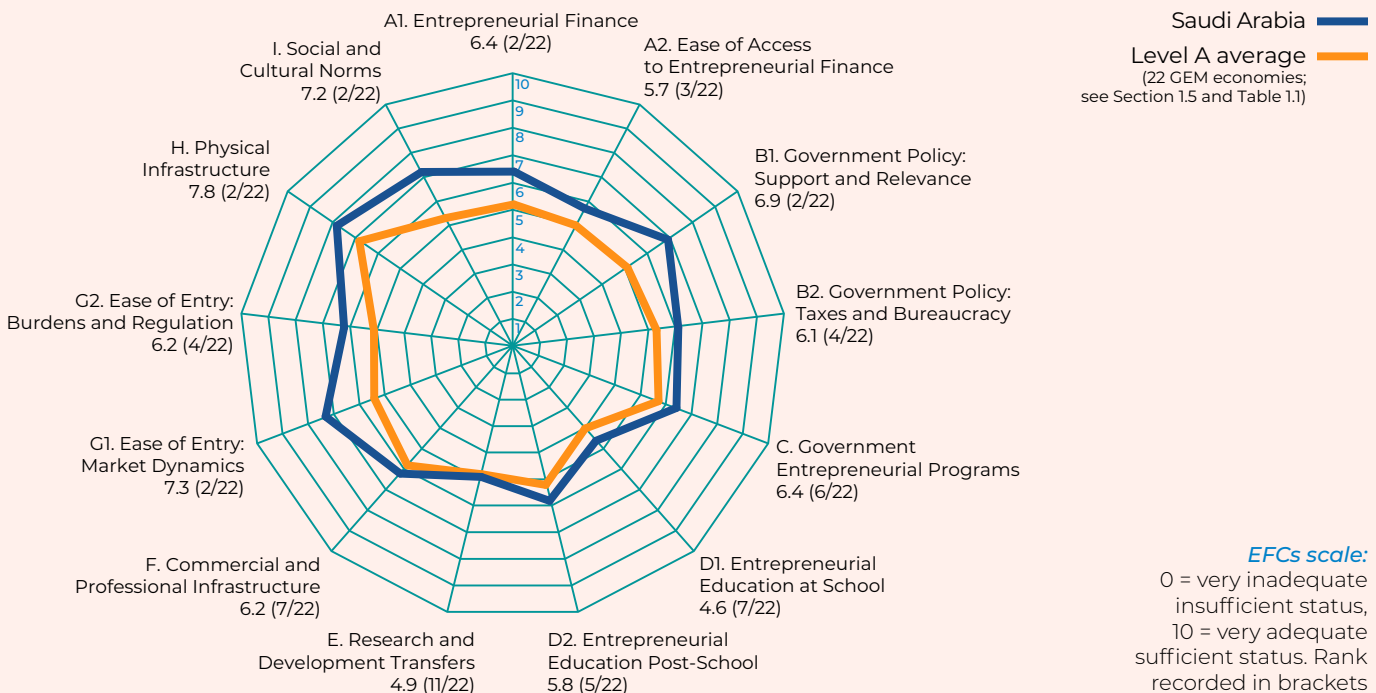 A1. Entrepreneurial Finance
6.4 (2/22)
A2. Ease of Access
to Entrepreneurial Finance
5.7 (3/22)
B1. Government Policy:
Support and Relevance
6.9 (2/22)
B2. Government Policy:
Taxes and Bureaucracy
6.1 (4/22)
C. Government
Entrepreneurial Programs
6.4 (6/22)
D1. Entrepreneurial
Education at School
4.6 (7/22)
D2. Entrepreneurial
Education Post-School
5.8 (5/22)
E. Research and
Development Transfers
4.9 (11/22)
F. Commercial and
Professional Infrastructure
6.2 (7/22)
G1. Ease of Entry:
Market Dynamics
7.3 (2/22)
G2. Ease of Entry:
Burdens and Regulation
6.2 (4/22)
H. Physical
Infrastructure
7.8 (2/22)
I. Social and
Cultural Norms
7.2 (2/22)
10
9
8
7
6
5
4
3
2
1
Saudi Arabia
Level A average
(22 GEM economies;
see Section 1.5 and Table 1.1)
EFCs scale:
0 = very inadequate
insufficient status,
10 = very adequate
sufficient status. Rank
recorded in brackets